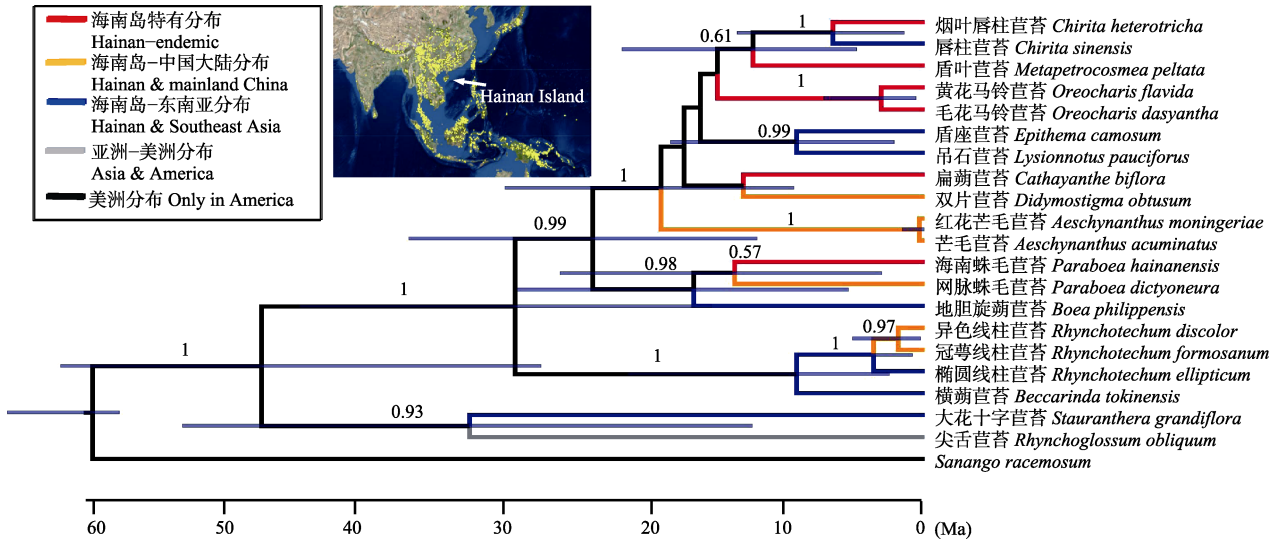 海南岛特有分布
Hainan-endemic
海南岛-中国大陆分布
Hainan & mainland China
海南岛-东南亚分布
Hainan & Southeast Asia
亚洲-美洲分布
Asia & America
美洲分布 Only in America
Hainan Island
1
0.61
1
0.99
1
1
0.99
0.57
0.98
1
0.97
1
1
1
0.93
烟叶唇柱苣苔 Chirita heterotricha
唇柱苣苔 Chirita sinensis
盾叶苣苔 Metapetrocosmea peltata
黄花马铃苣苔 Oreocharis flavida
毛花马铃苣苔 Oreocharis dasyantha
盾座苣苔 Epithema camosum
吊石苣苔 Lysionnotus pauciforus
扁蒴苣苔 Cathayanthe biflora
双片苣苔 Didymostigma obtusum
红花芒毛苣苔 Aeschynanthus moningeriae
芒毛苣苔 Aeschynanthus acuminatus
海南蛛毛苣苔 Paraboea hainanensis
网脉蛛毛苣苔 Paraboea dictyoneura
地胆旋蒴苣苔 Boea philippensis
异色线柱苣苔 Rhynchotechum discolor
冠萼线柱苣苔 Rhynchotechum formosanum
椭圆线柱苣苔 Rhynchotechum ellipticum
横蒴苣苔 Beccarinda tokinensis
大花十字苣苔 Stauranthera grandiflora
尖舌苣苔 Rhynchoglossum obliquum
Sanango racemosum
60 50 40 30 20 10 0 (Ma)